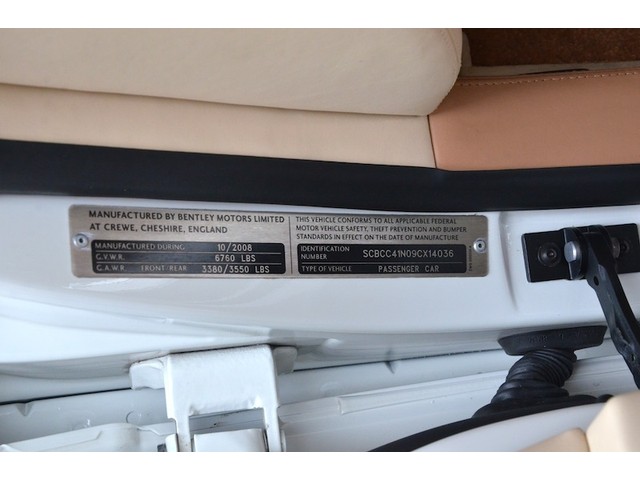 MANUFACTURED BY BENTLEY MOTORS LIMITED
AT CREWE, CHESHIRE, ENGLAND
MANUFACTURED DURING 10/2008
G.V.W.R. 6760 LBS
G.A.W.R. FRONT REAR 3380/3550 LBS
THIS VEHICLE CONFORMS TO ALL APPLICABLE FEDERAL
MOTOR VEHICLE SAFETY, THEFT PREVENTION AND BUMPER
STANDARDS IN EFFECT ON THE DATE OF MANUFACTURE
IDENTIFICATION
NUMBER SCBCC41N09CX14036
TYPE OF VEHICLE PASSENGER CAR